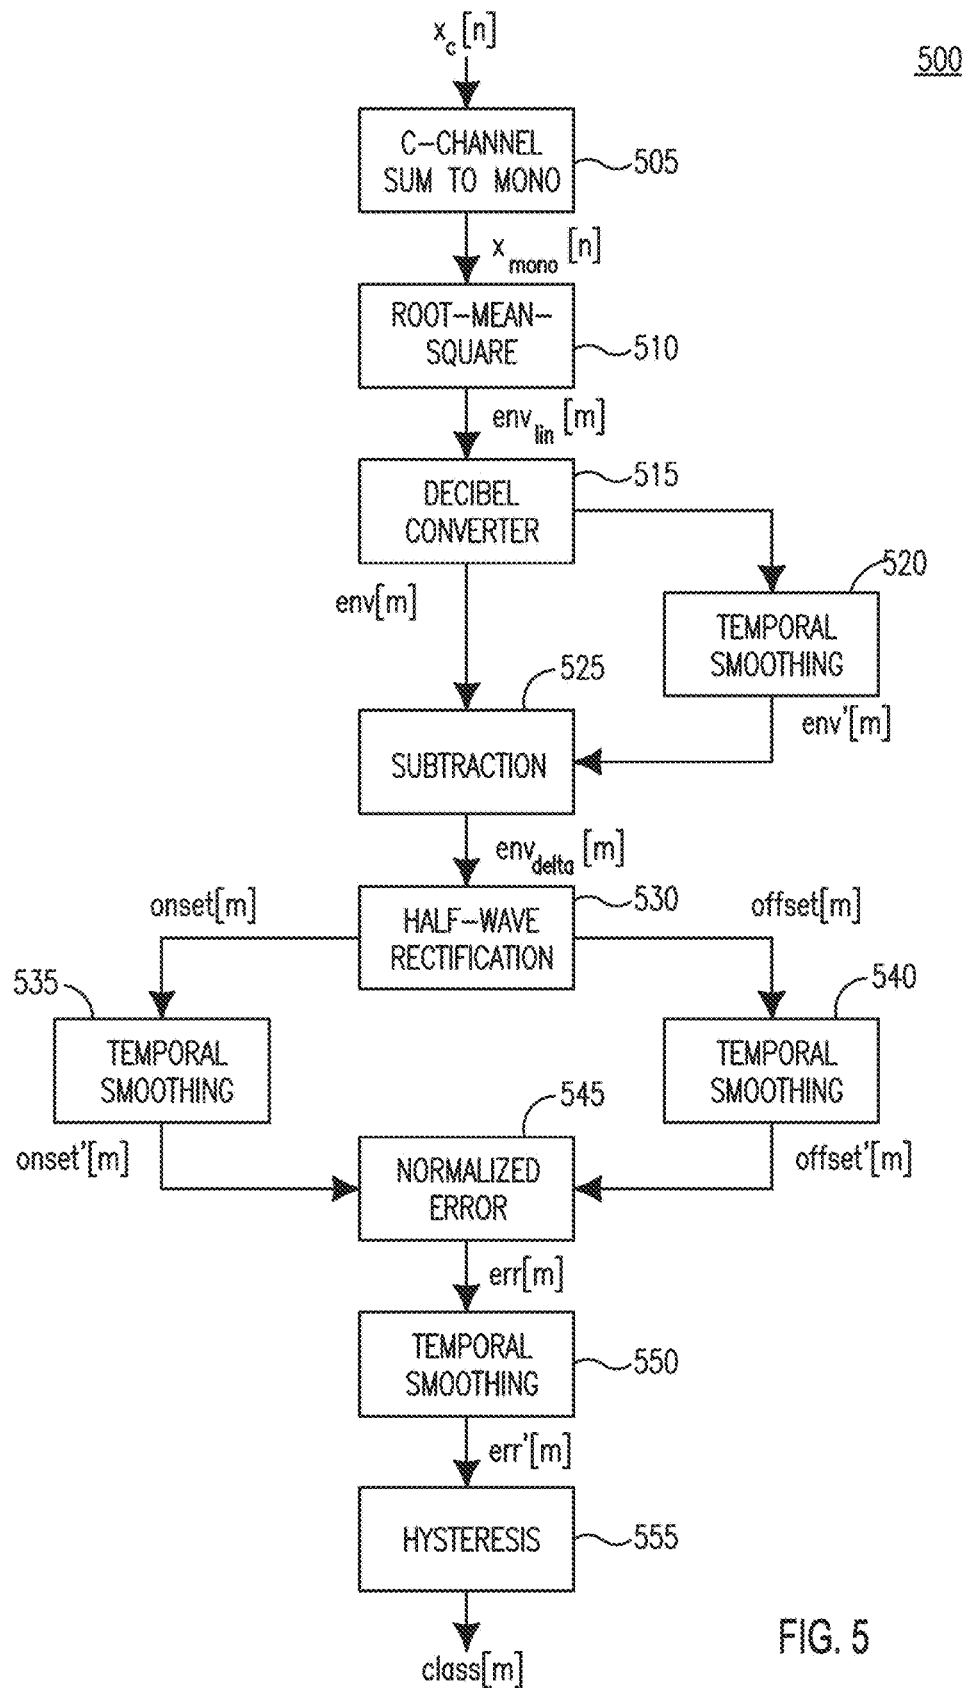 x_c[n]
500
C-CHANNEL
SUM TO MONO
505
x_mono[n]
ROOT-MEAN-
SQUARE
510
env_lin[m]
515
DECIBEL
CONVERTER
520
env[m]
TEMPORAL
SMOOTHING
525
env'[m]
SUBTRACTION
env_delta[m]
onset[m]
530
offset[m]
HALF-WAVE
RECTIFICATION
535
540
TEMPORAL
SMOOTHING
TEMPORAL
SMOOTHING
545
onset'[m]
offset'[m]
NORMALIZED
ERROR
err[m]
TEMPORAL
SMOOTHING
550
err'[m]
HYSTERESIS
555
class[m]
FIG. 5